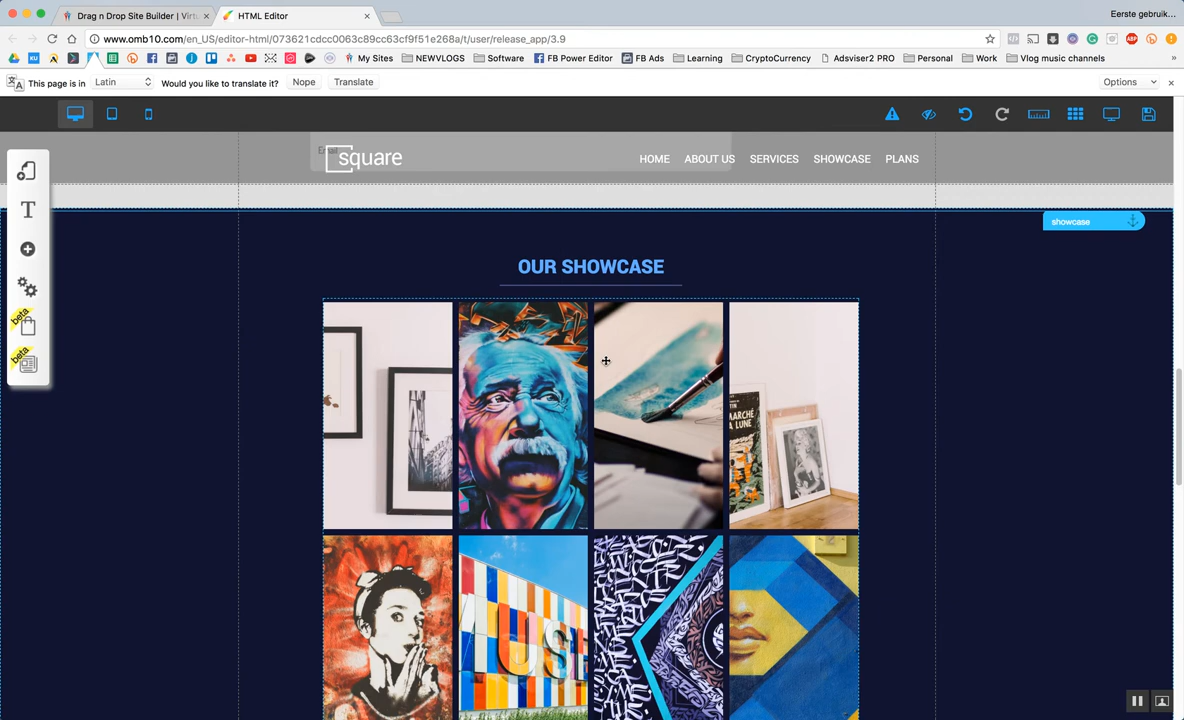 Drag n Drop Site Builder | Virtu
HTML Editor
Eerste gebruik...
www.omb10.com/en_US/editor-html/073621cdcc0063c89cc63cf9f51e268a/t/user/release_app/3.9
My Sites
NEWVLOGS
Software
FB Power Editor
FB Ads
Learning
CryptoCurrency
Adsviser2 PRO
Personal
Work
Vlog music channels
»
This page is in
Latin
Would you like to translate it?
Nope
Translate
Options
square
HOME
ABOUT US
SERVICES
SHOWCASE
PLANS
T
beta
beta
showcase
OUR SHOWCASE
MARCHÉ
LA LUNE
MUSE